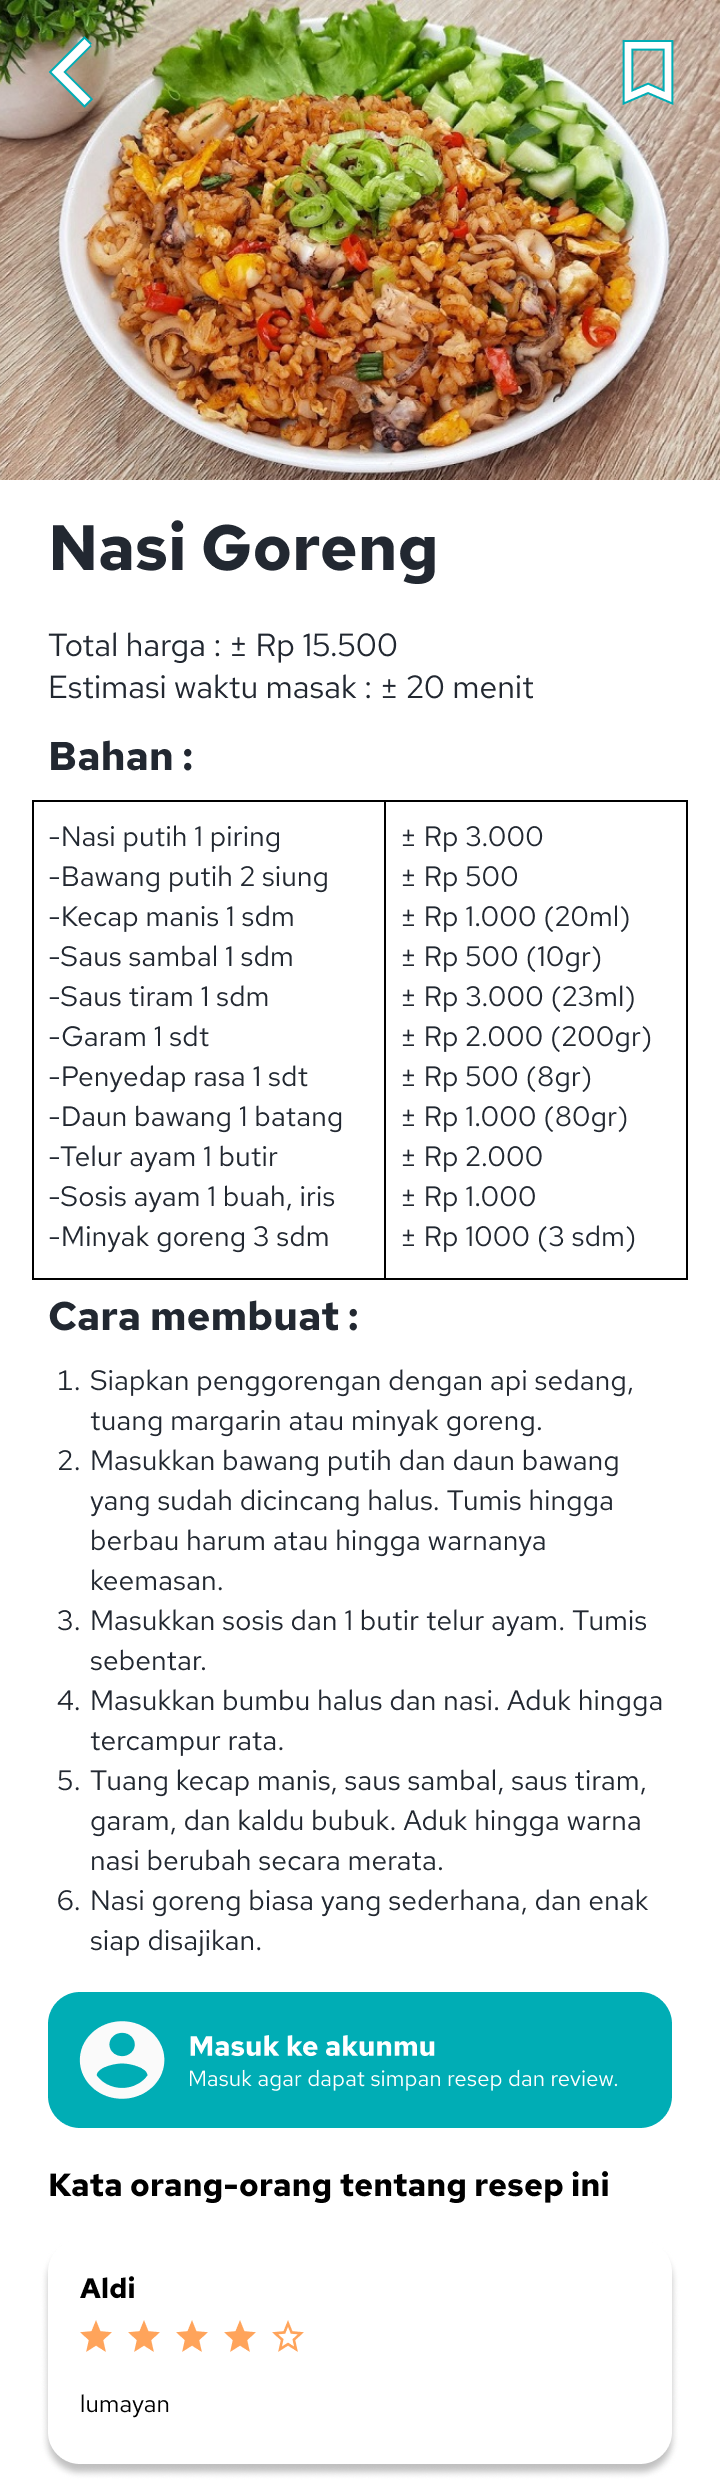 Nasi Goreng
Total harga : ± Rp 15.500
Estimasi waktu masak : ± 20 menit
Bahan :
-Nasi putih 1 piring ± Rp 3.000
-Bawang putih 2 siung ± Rp 500
-Kecap manis 1 sdm ± Rp 1.000 (20ml)
-Saus sambal 1 sdm ± Rp 500 (10gr)
-Saus tiram 1 sdm ± Rp 3.000 (23ml)
-Garam 1 sdt ± Rp 2.000 (200gr)
-Penyedap rasa 1 sdt ± Rp 500 (8gr)
-Daun bawang 1 batang ± Rp 1.000 (80gr)
-Telur ayam 1 butir ± Rp 2.000
-Sosis ayam 1 buah, iris ± Rp 1.000
-Minyak goreng 3 sdm ± Rp 1000 (3 sdm)
Cara membuat :
1. Siapkan penggorengan dengan api sedang,
tuang margarin atau minyak goreng.
2. Masukkan bawang putih dan daun bawang
yang sudah dicincang halus. Tumis hingga
berbau harum atau hingga warnanya
keemasan.
3. Masukkan sosis dan 1 butir telur ayam. Tumis
sebentar.
4. Masukkan bumbu halus dan nasi. Aduk hingga
tercampur rata.
5. Tuang kecap manis, saus sambal, saus tiram,
garam, dan kaldu bubuk. Aduk hingga warna
nasi berubah secara merata.
6. Nasi goreng biasa yang sederhana, dan enak
siap disajikan.
Masuk ke akunmu
Masuk agar dapat simpan resep dan review.
Kata orang-orang tentang resep ini
Aldi
lumayan